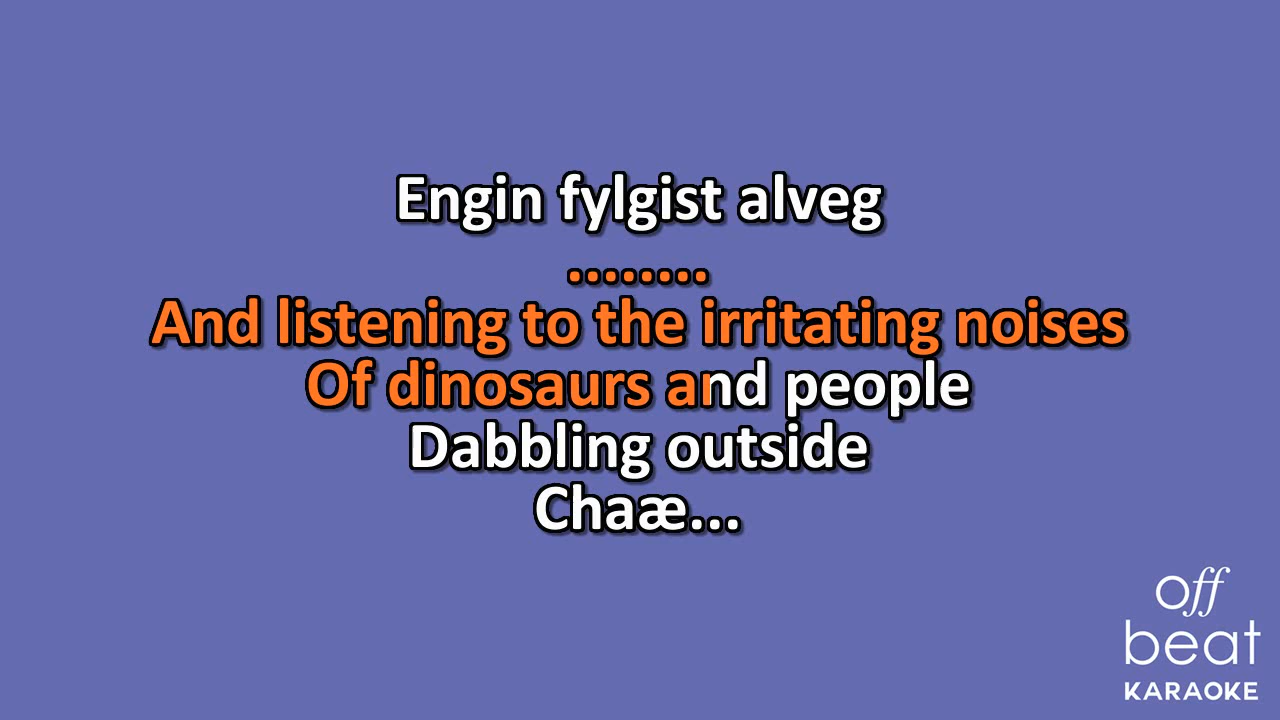 Engin fylgist alveg
........
And listening to the irritating noises
Of dinosaurs and people
Dabbling outside
Chaæ...
off
beat
KARAOKE